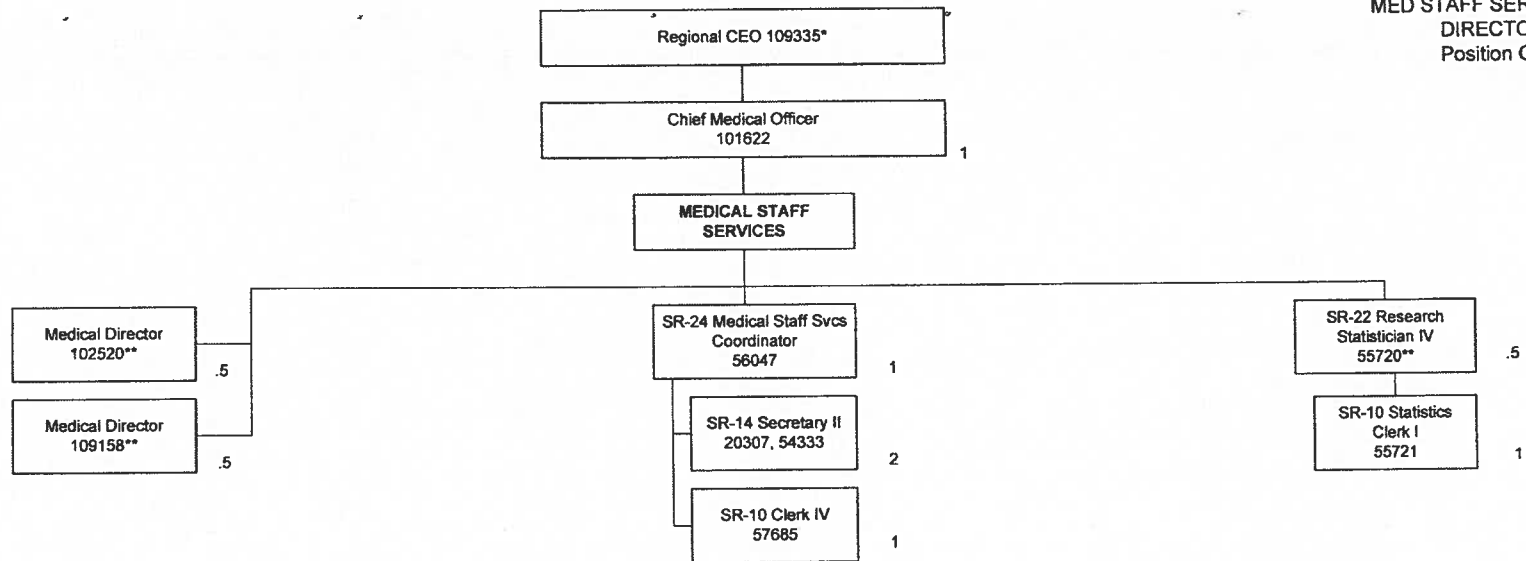 MED STAFF SER
DIRECTO
Position
Regional CEO 109335*
Chief Medical Officer
101622
1
MEDICAL STAFF
SERVICES
Medical Director
102520**
.5
Medical Director
109158**
.5
SR-24 Medical Staff Svcs
Coordinator
56047
1
SR-14 Secretary II
20307, 54333
2
SR-10 Clerk IV
57685
1
SR-22 Research
Statistician IV
55720**
.5
SR-10 Statistics
Clerk I
55721
1